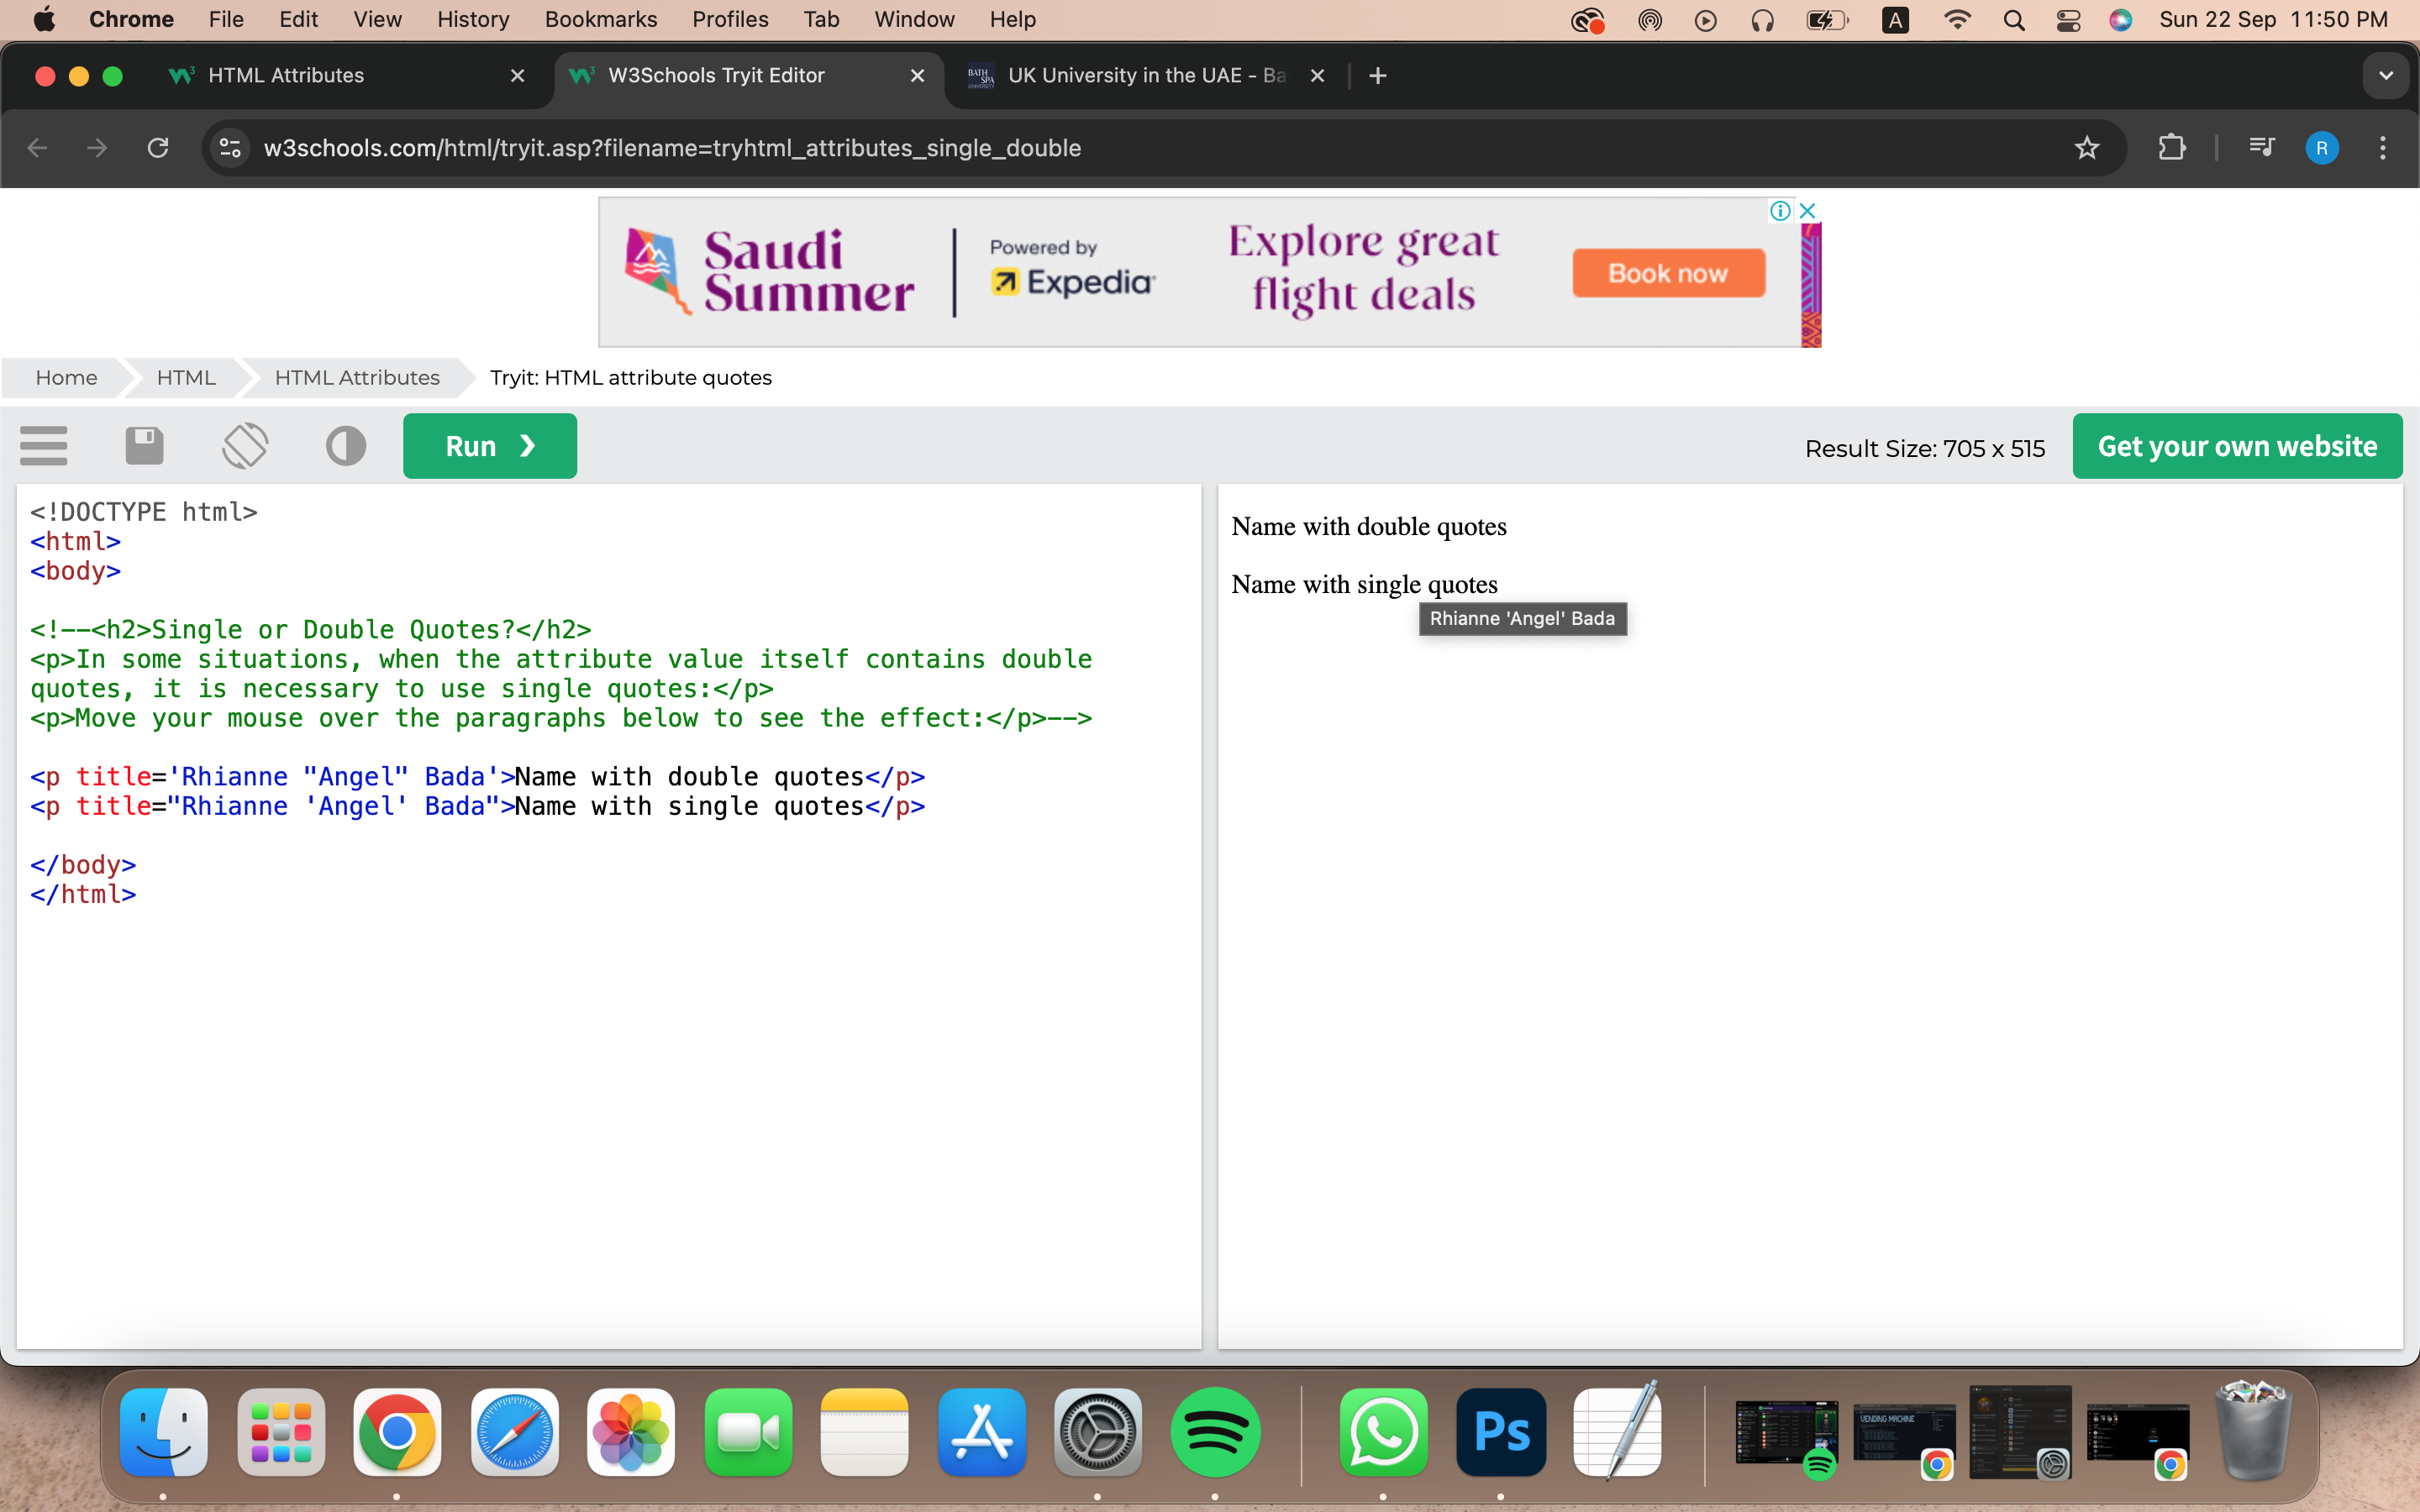 Chrome File Edit View History Bookmarks Profiles Tab Window Help A Sun 22 Sep 11:50 PM
HTML Attributes W3Schools Tryit Editor BATH SPA UNIVERSITY UK University in the UAE - Ba
w3schools.com/html/tryit.asp?filename=tryhtml_attributes_single_double R
Saudi Summer
Powered by
Expedia
Explore great
flight deals
Book now
Home HTML HTML Attributes Tryit: HTML attribute quotes
Run ❯ Result Size: 705 x 515 Get your own website
<!DOCTYPE html>
<html>
<body>
<!--<h2>Single or Double Quotes?</h2>
<p>In some situations, when the attribute value itself contains double
quotes, it is necessary to use single quotes:</p>
<p>Move your mouse over the paragraphs below to see the effect:</p>-->
<p title='Rhianne "Angel" Bada'>Name with double quotes</p>
<p title="Rhianne 'Angel' Bada">Name with single quotes</p>
</body>
</html>
Name with double quotes
Name with single quotes
Rhianne 'Angel' Bada
Ps
VENDING MACHINE